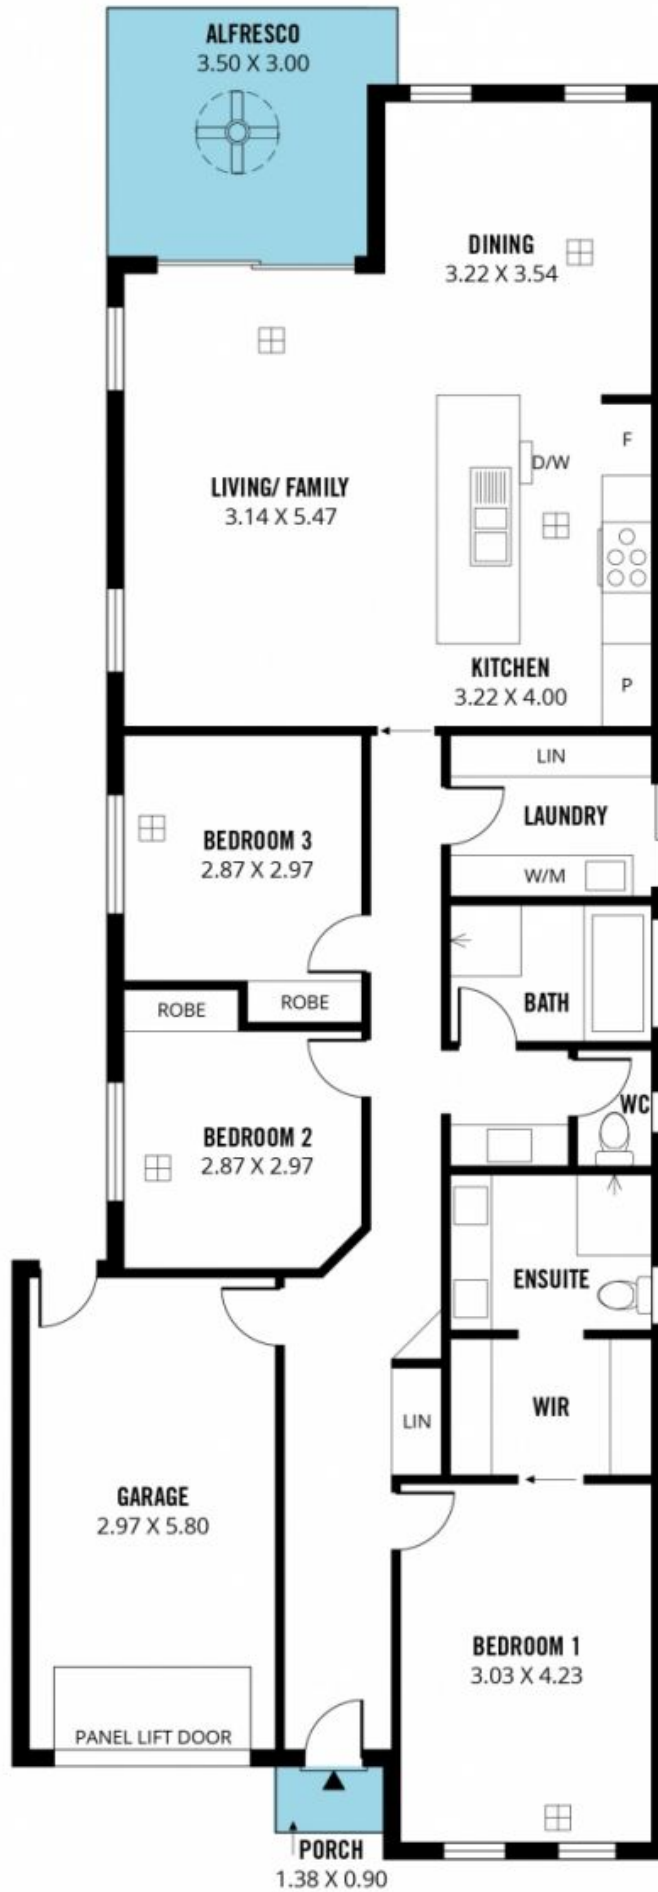 ALFRESCO
3.50 X 3.00
DINING
3.22 X 3.54
F
D/W
LIVING/ FAMILY
3.14 X 5.47
KITCHEN
3.22 X 4.00
P
LIN
LAUNDRY
W/M
BEDROOM 3
2.87 X 2.97
ROBE
ROBE
BATH
WC
BEDROOM 2
2.87 X 2.97
ENSUITE
WIR
LIN
GARAGE
2.97 X 5.80
BEDROOM 1
3.03 X 4.23
PANEL LIFT DOOR
PORCH
1.38 X 0.90